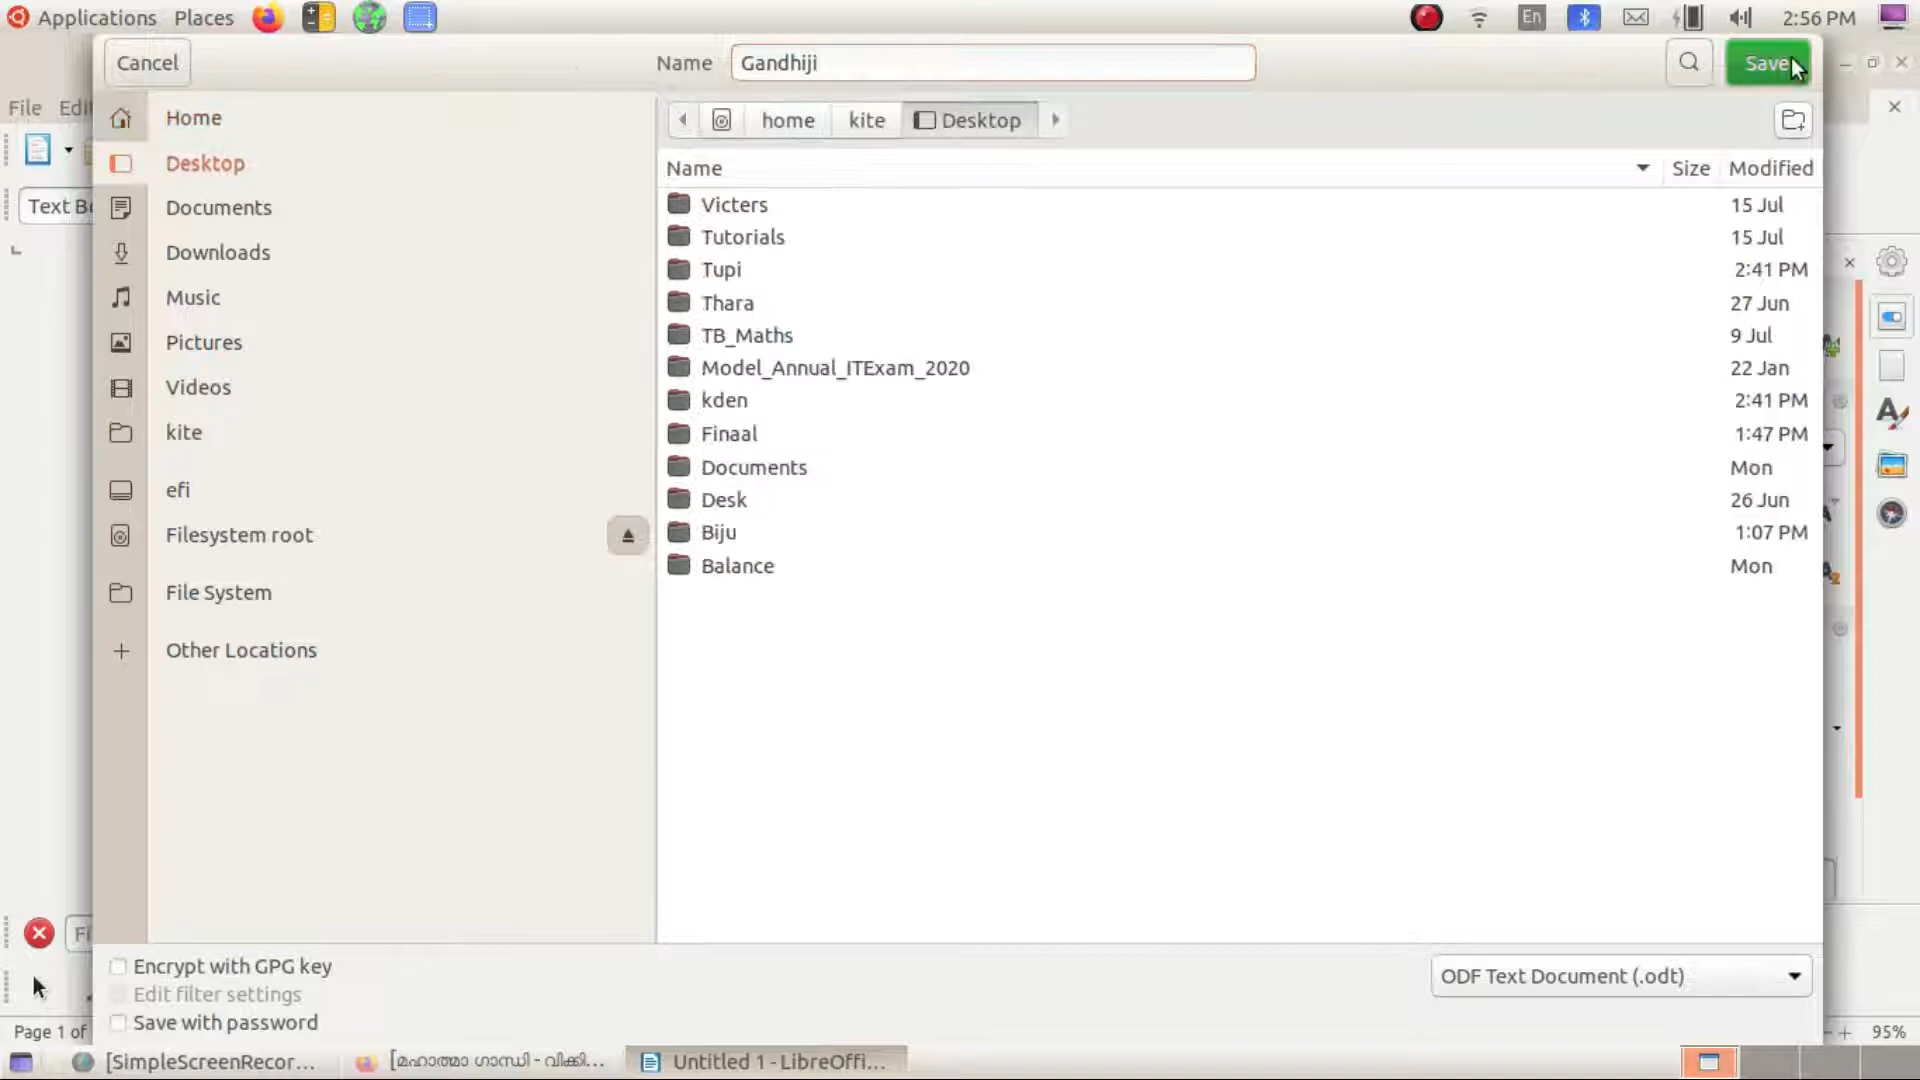 Applications Places En 2:56 PM
Cancel Name Gandhiji Save
File
Home
Desktop
Documents
Downloads
Music
Pictures
Videos
kite
efi
Filesystem root
File System
Other Locations
home kite Desktop
Name Size Modified
Victers 15 Jul
Tutorials 15 Jul
Tupi 2:41 PM
Thara 27 Jun
TB_Maths 9 Jul
Model_Annual_ITExam_2020 22 Jan
kden 2:41 PM
Finaal 1:47 PM
Documents Mon
Desk 26 Jun
Biju 1:07 PM
Balance Mon
Text
Encrypt with GPG key
Edit filter settings
Save with password
ODF Text Document (.odt)
Page 1 of 95%
[SimpleScreenRecor... [മഹാത്മാ ഗാന്ധി - വിക്കി... Untitled 1 - LibreOffi...